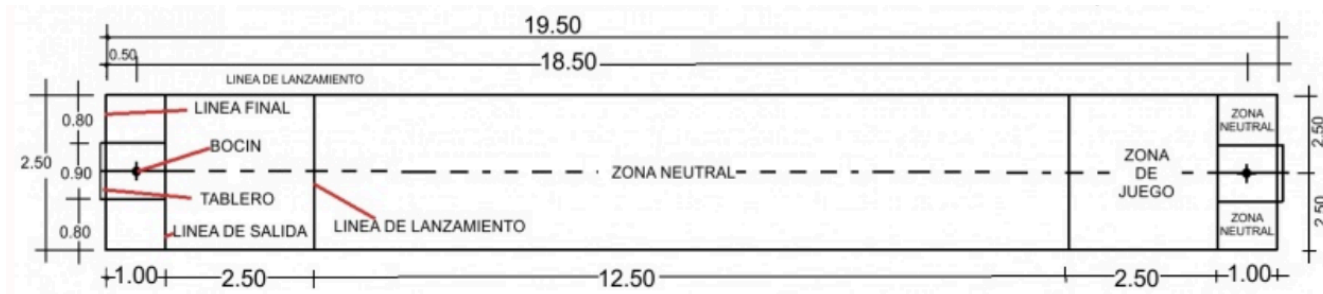 19.50
0.50
18.50
LINEA DE LANZAMIENTO
LINEA FINAL
0.80
BOCIN
2.50
0.90
TABLERO
0.80
LINEA DE SALIDA
LINEA DE LANZAMIENTO
ZONA NEUTRAL
ZONA
DE
JUEGO
ZONA
NEUTRAL
ZONA
NEUTRAL
2.50
2.50
1.00
2.50
12.50
2.50
1.00